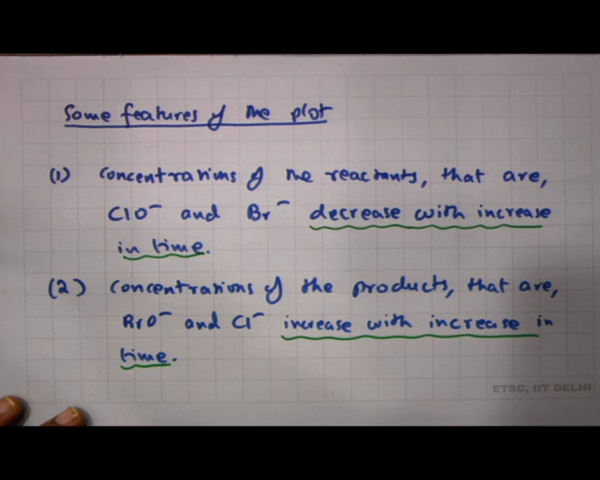 Some features of the plot
(1) Concentrations of the reactants, that are,
ClO⁻ and Br⁻ decrease with increase
in time.
(2) Concentrations of the products, that are,
BrO⁻ and Cl⁻ increase with increase in
time.
ETSC, IIT DELHI